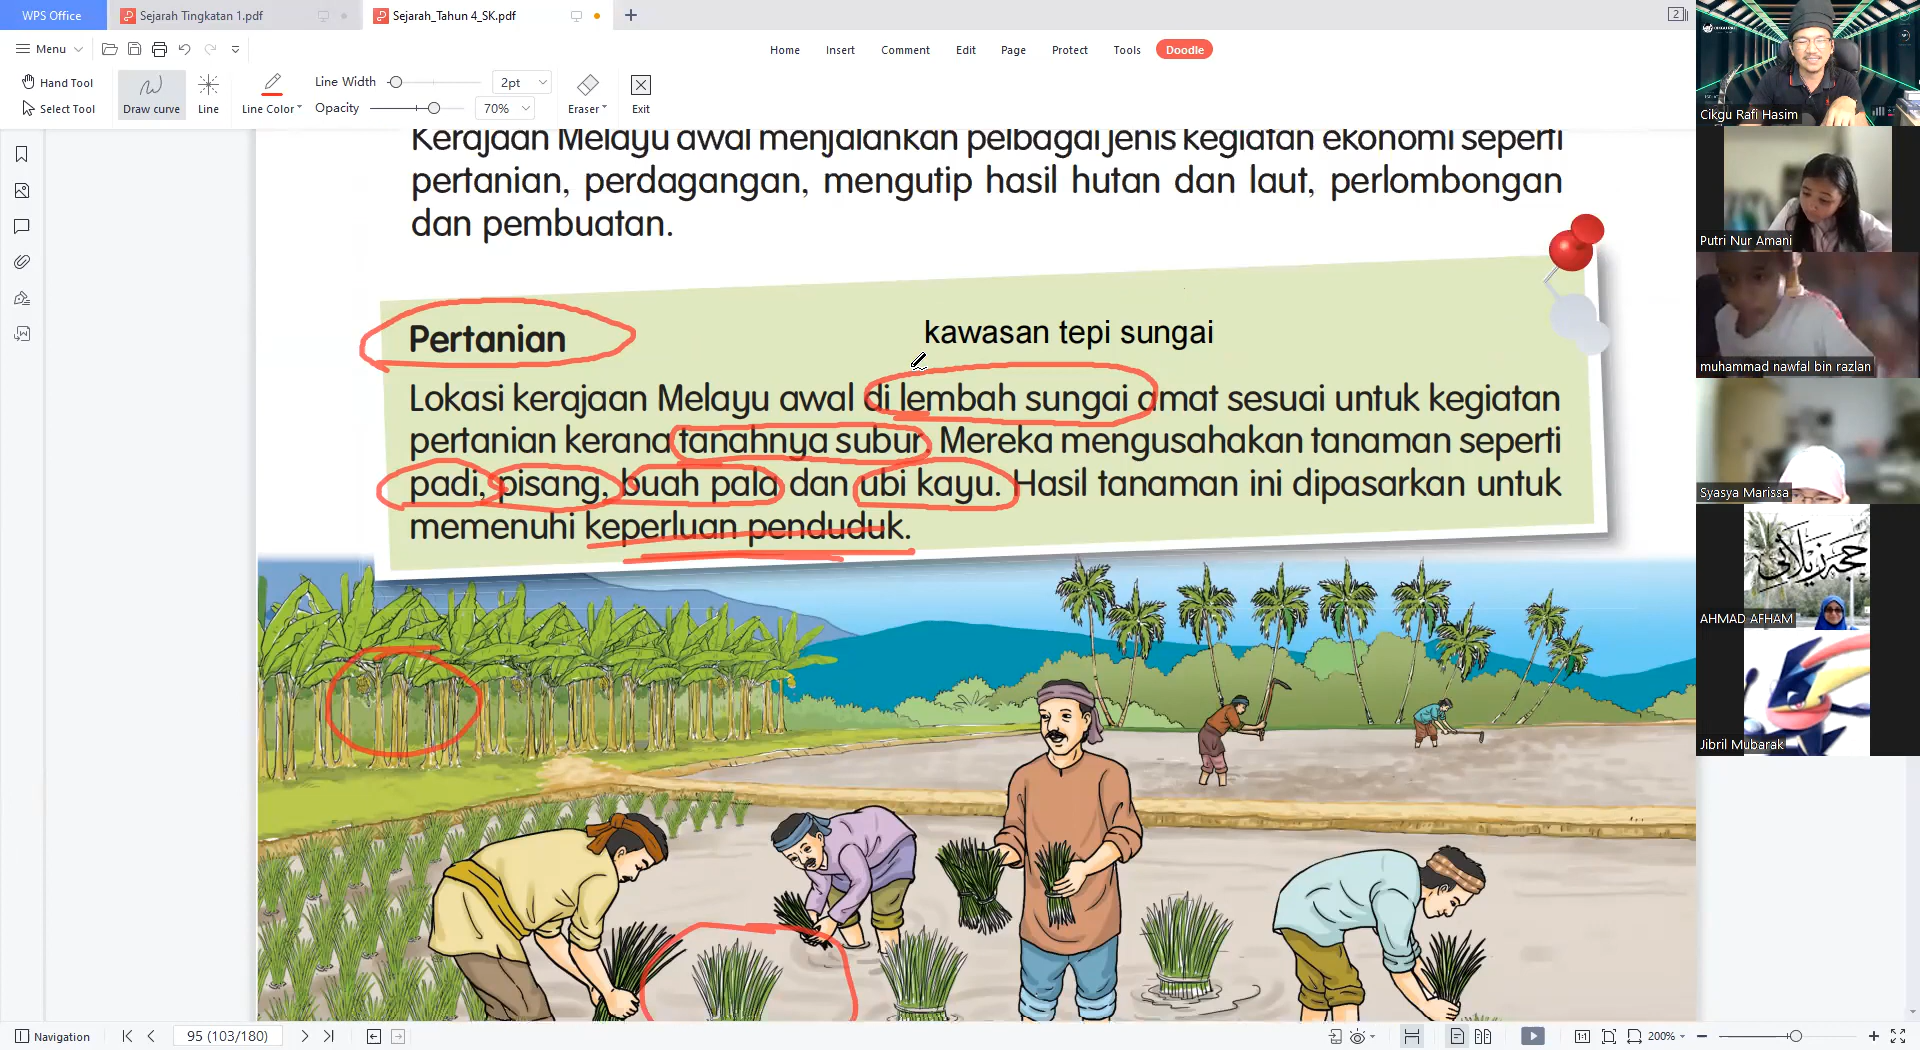 WPS Office
Sejarah Tingkatan 1.pdf
Sejarah_Tahun 4_SK.pdf
2
Menu
Home
Insert
Comment
Edit
Page
Protect
Tools
Doodle
Hand Tool
Select Tool
Draw curve
Line
Line Color
Line Width
2pt
Opacity
70%
Eraser
Exit
Kerajaan Melayu awal menjalankan pelbagai jenis kegiatan ekonomi seperti
pertanian, perdagangan, mengutip hasil hutan dan laut, perlombongan
dan pembuatan.
Pertanian
kawasan tepi sungai
Lokasi kerajaan Melayu awal di lembah sungai amat sesuai untuk kegiatan
pertanian kerana tanahnya subur. Mereka mengusahakan tanaman seperti
padi, pisang, buah pala dan ubi kayu. Hasil tanaman ini dipasarkan untuk
memenuhi keperluan penduduk.
Cikgu Rafi Hasim
Putri Nur Amani
muhammad nawfal bin razlan
Syasya Marissa
AHMAD AFHAM
Jibril Mubarak
Navigation
95 (103/180)
1:1
200%